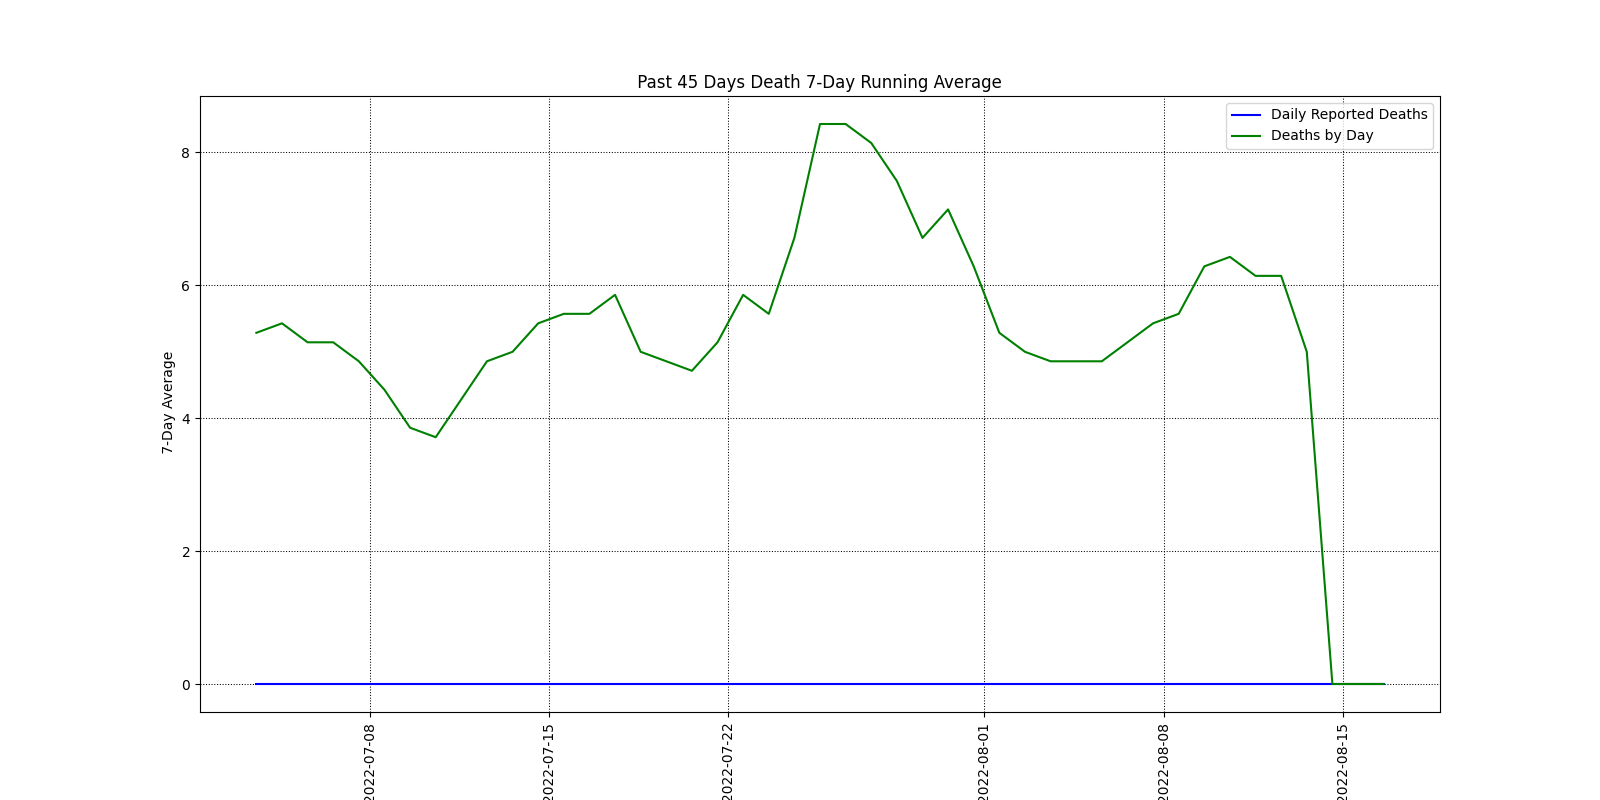 Past 45 Days Death 7-Day Running Average
Daily Reported Deaths
Deaths by Day
7-Day Average
8
6
4
2
0
2022-07-08
2022-07-15
2022-07-22
2022-08-01
2022-08-08
2022-08-15